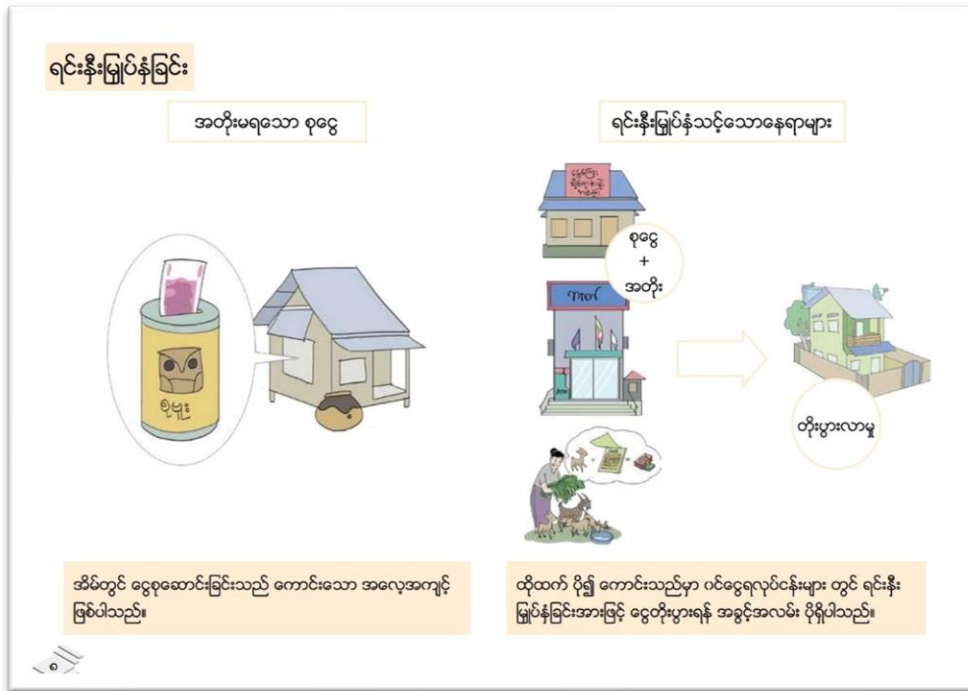 ရင်းနှီးမြှုပ်နှံခြင်း
အတိုးမရသော စုငွေ
စုဗူး
အိမ်တွင် ငွေစုဆောင်းခြင်းသည် ကောင်းသော အလေ့အကျင့်
ဖြစ်ပါသည်။
ရင်းနှီးမြှုပ်နှံသင့်သောနေရာများ
စုငွေ
+
အတိုး
ဘဏ်
တိုးပွားလာမှု
ထိုထက် ပို၍ ကောင်းသည်မှာ ၀င်ငွေရလုပ်ငန်းများ တွင် ရင်းနှီး
မြှုပ်နှံခြင်းအားဖြင့် ငွေတိုးပွားရန် အခွင့်အလမ်း ပိုရှိပါသည်။
၈